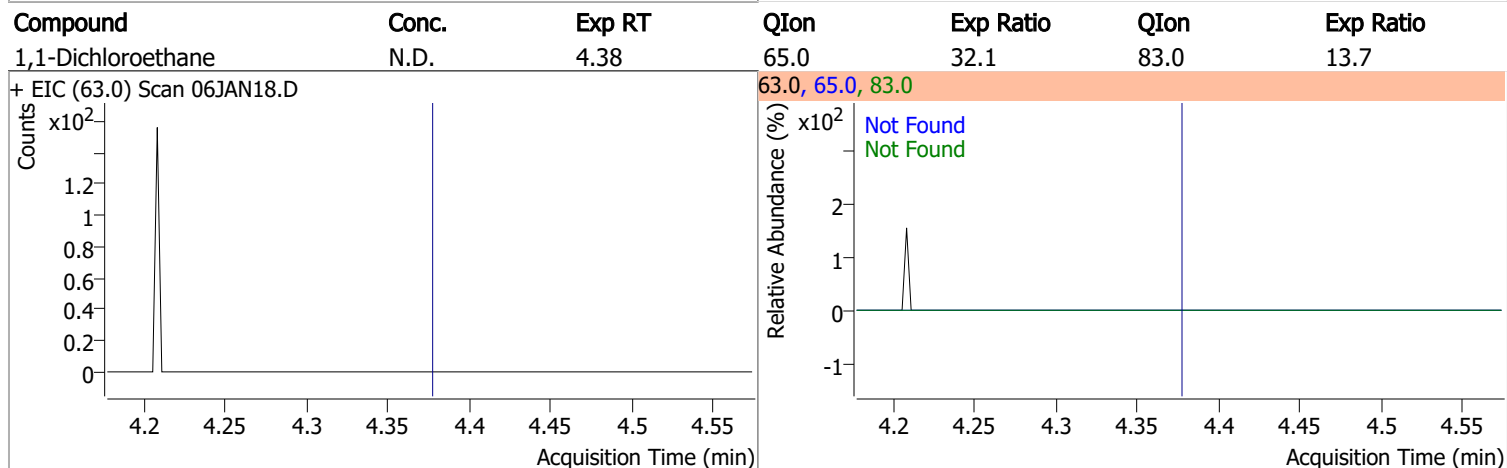 Compound Conc. Exp RT QIon Exp Ratio QIon Exp Ratio
1,1-Dichloroethane N.D. 4.38 65.0 32.1 83.0 13.7
+ EIC (63.0) Scan 06JAN18.D
Counts
x10²
1.2
1
0.8
0.6
0.4
0.2
0
4.2 4.25 4.3 4.35 4.4 4.45 4.5 4.55
Acquisition Time (min)
63.0, 65.0, 83.0
Relative Abundance (%)
x10²
Not Found
Not Found
2
1
0
-1
4.2 4.25 4.3 4.35 4.4 4.45 4.5 4.55
Acquisition Time (min)